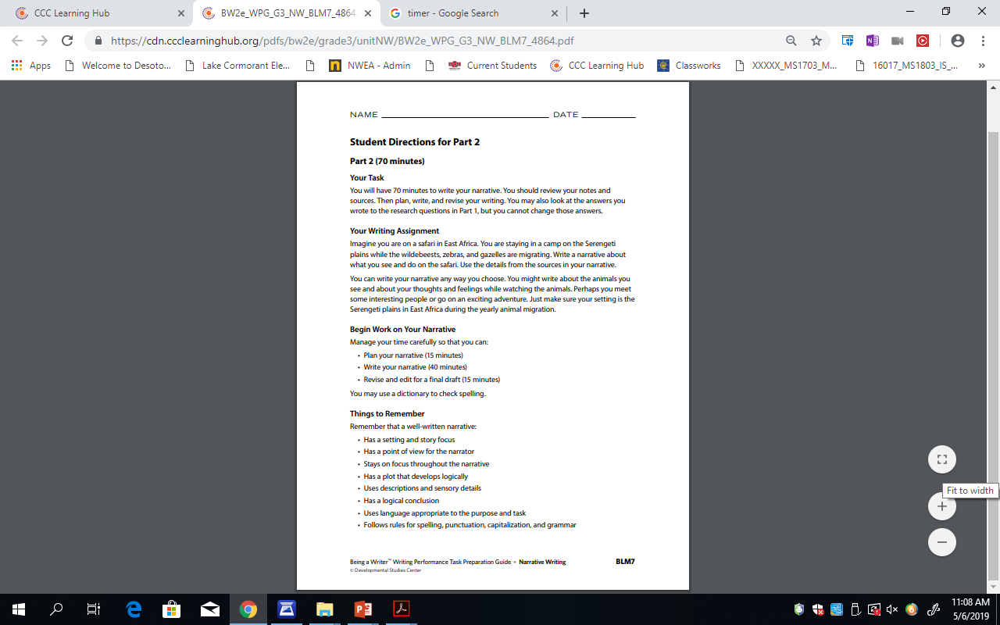 CCC Learning Hub
BW2e_WPG_G3_NW_BLM7_4864.
timer - Google Search
https://cdn.ccclearninghub.org/pdfs/bw2e/grade3/unitNW/BW2e_WPG_G3_NW_BLM7_4864.pdf
Apps
Welcome to Desoto...
Lake Cormorant Ele...
NWEA - Admin
Current Students
CCC Learning Hub
Classworks
XXXXX_MS1703_M...
16017_MS1803_IS_...
»
NAME DATE
Student Directions for Part 2
Part 2 (70 minutes)
Your Task
You will have 70 minutes to write your narrative. You should review your notes and
sources. Then plan, write, and revise your writing. You may also look at the answers you
wrote to the research questions in Part 1, but you cannot change those answers.
Your Writing Assignment
Imagine you are on a safari in East Africa. You are staying in a camp on the Serengeti
plains while the wildebeests, zebras, and gazelles are migrating. Write a narrative about
what you see and do on the safari. Use the details from the sources in your narrative.
You can write your narrative any way you choose. You might write about the animals you
see and about your thoughts and feelings while watching the animals. Perhaps you meet
some interesting people or go on an exciting adventure. Just make sure your setting is the
Serengeti plains in East Africa during the yearly animal migration.
Begin Work on Your Narrative
Manage your time carefully so that you can:
• Plan your narrative (15 minutes)
• Write your narrative (40 minutes)
• Revise and edit for a final draft (15 minutes)
You may use a dictionary to check spelling.
Things to Remember
Remember that a well-written narrative:
• Has a setting and story focus
• Has a point of view for the narrator
• Stays on focus throughout the narrative
• Has a plot that develops logically
• Uses descriptions and sensory details
• Has a logical conclusion
• Uses language appropriate to the purpose and task
• Follows rules for spelling, punctuation, capitalization, and grammar
Fit to width
Being a Writer™ Writing Performance Task Preparation Guide ▸ Narrative Writing BLM7
© Developmental Studies Center
11:08 AM
5/6/2019